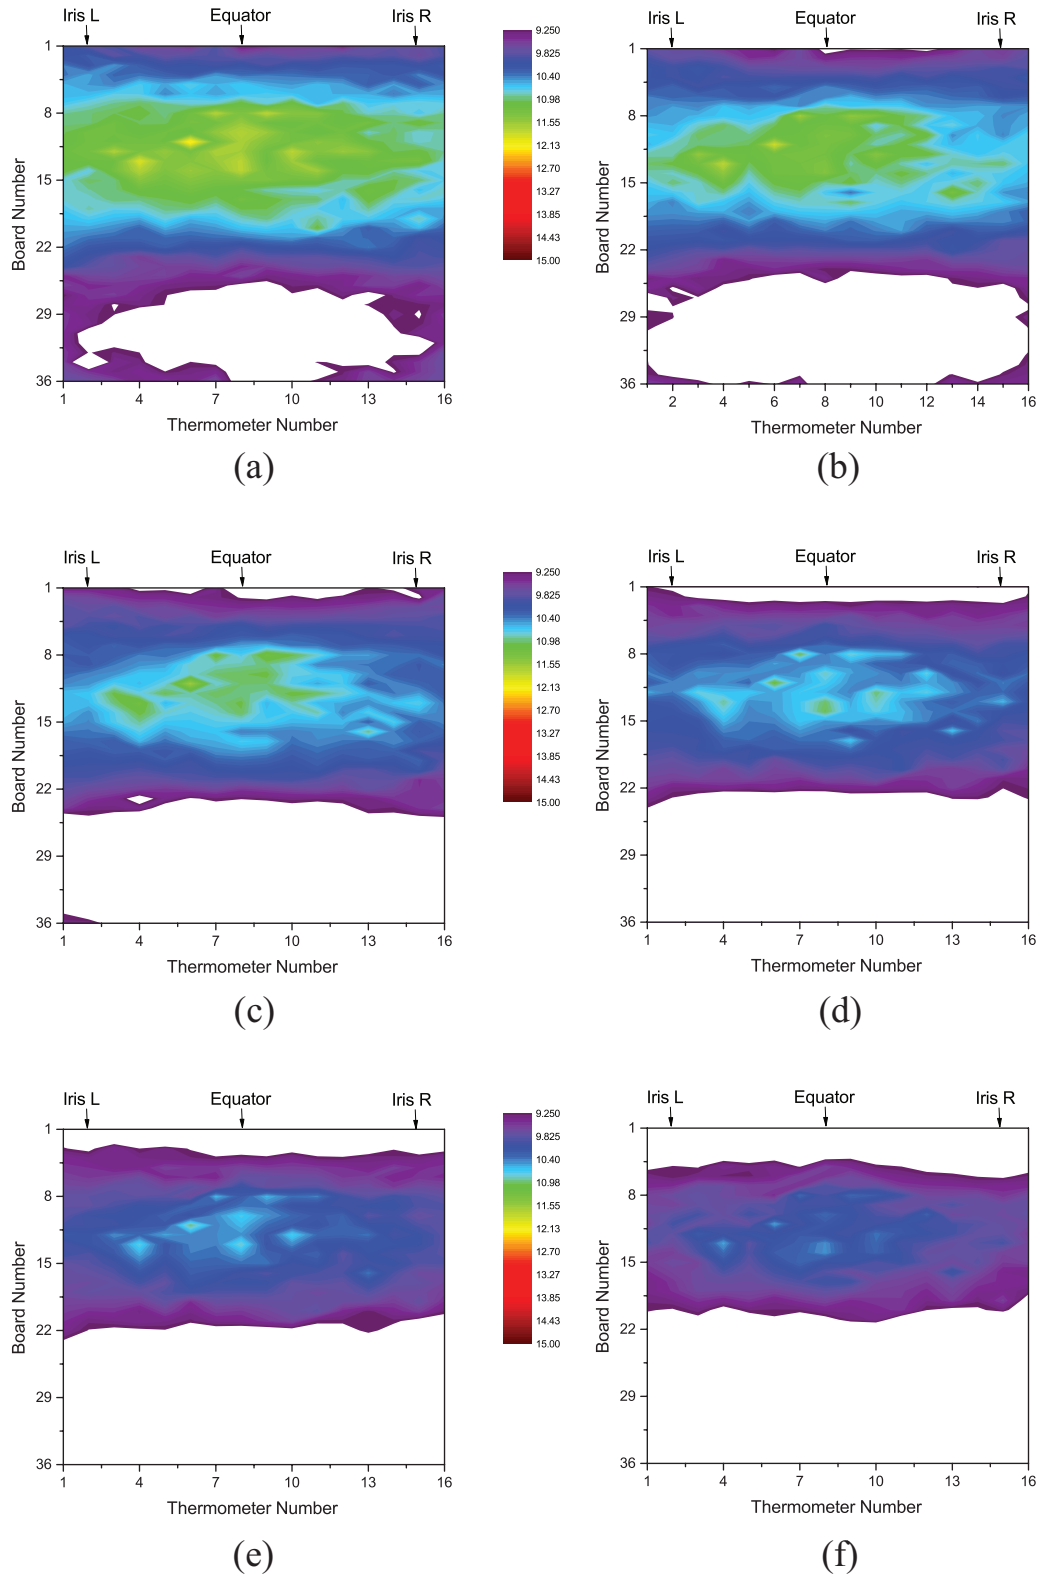 Iris L Equator Iris R
1
8
15
22
29
36
Board Number
1 4 7 10 13 16
Thermometer Number
(a)
9.250
9.825
10.40
10.98
11.55
12.13
12.70
13.27
13.85
14.43
15.00
Iris L Equator Iris R
1
8
15
22
29
36
Board Number
2 4 6 8 10 12 14 16
Thermometer Number
(b)
Iris L Equator Iris R
1
8
15
22
29
36
Board Number
1 4 7 10 13 16
Thermometer Number
(c)
9.250
9.825
10.40
10.98
11.55
12.13
12.70
13.27
13.85
14.43
15.00
Iris L Equator Iris R
1
8
15
22
29
36
Board Number
1 4 7 10 13 16
Thermometer Number
(d)
Iris L Equator Iris R
1
8
15
22
29
36
Board Number
1 4 7 10 13 16
Thermometer Number
(e)
9.250
9.825
10.40
10.98
11.55
12.13
12.70
13.27
13.85
14.43
15.00
Iris L Equator Iris R
1
8
15
22
29
36
Board Number
1 4 7 10 13 16
Thermometer Number
(f)